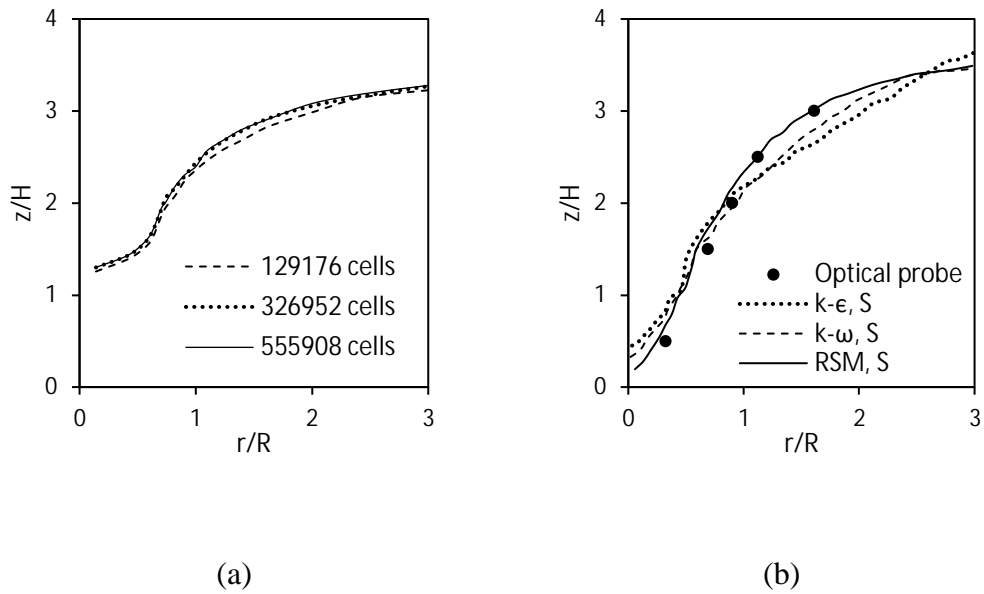 4
3
2
1
0
z/H
129176 cells
326952 cells
555908 cells
0 1 2 3
r/R
(a)
4
3
2
1
0
z/H
Optical probe
k-ϵ, S
k-ω, S
RSM, S
0 1 2 3
r/R
(b)